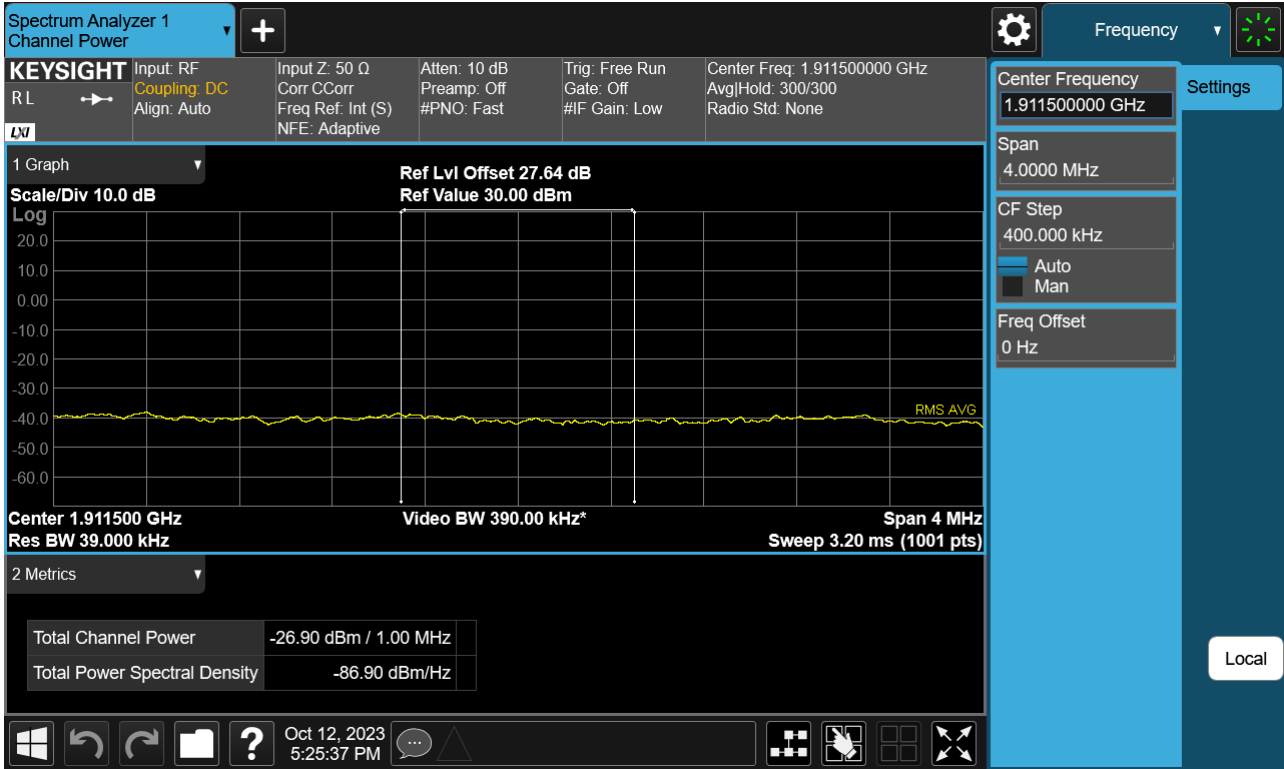 Spectrum Analyzer 1
Channel Power
+
Frequency
KEYSIGHT
R L
LXI
Input: RF
Coupling: DC
Align: Auto
Input Z: 50 Ω
Corr CCorr
Freq Ref: Int (S)
NFE: Adaptive
Atten: 10 dB
Preamp: Off
#PNO: Fast
Trig: Free Run
Gate: Off
#IF Gain: Low
Center Freq: 1.911500000 GHz
Avg|Hold: 300/300
Radio Std: None
Center Frequency
1.911500000 GHz
Settings
Span
4.0000 MHz
CF Step
400.000 kHz
Auto
Man
Freq Offset
0 Hz
Local
1 Graph
Scale/Div 10.0 dB
Ref Lvl Offset 27.64 dB
Ref Value 30.00 dBm
Log
20.0
10.0
0.00
-10.0
-20.0
-30.0
-40.0
-50.0
-60.0
RMS AVG
Center 1.911500 GHz
Video BW 390.00 kHz*
Span 4 MHz
Res BW 39.000 kHz
Sweep 3.20 ms (1001 pts)
2 Metrics
Total Channel Power -26.90 dBm / 1.00 MHz
Total Power Spectral Density -86.90 dBm/Hz
?
Oct 12, 2023
5:25:37 PM